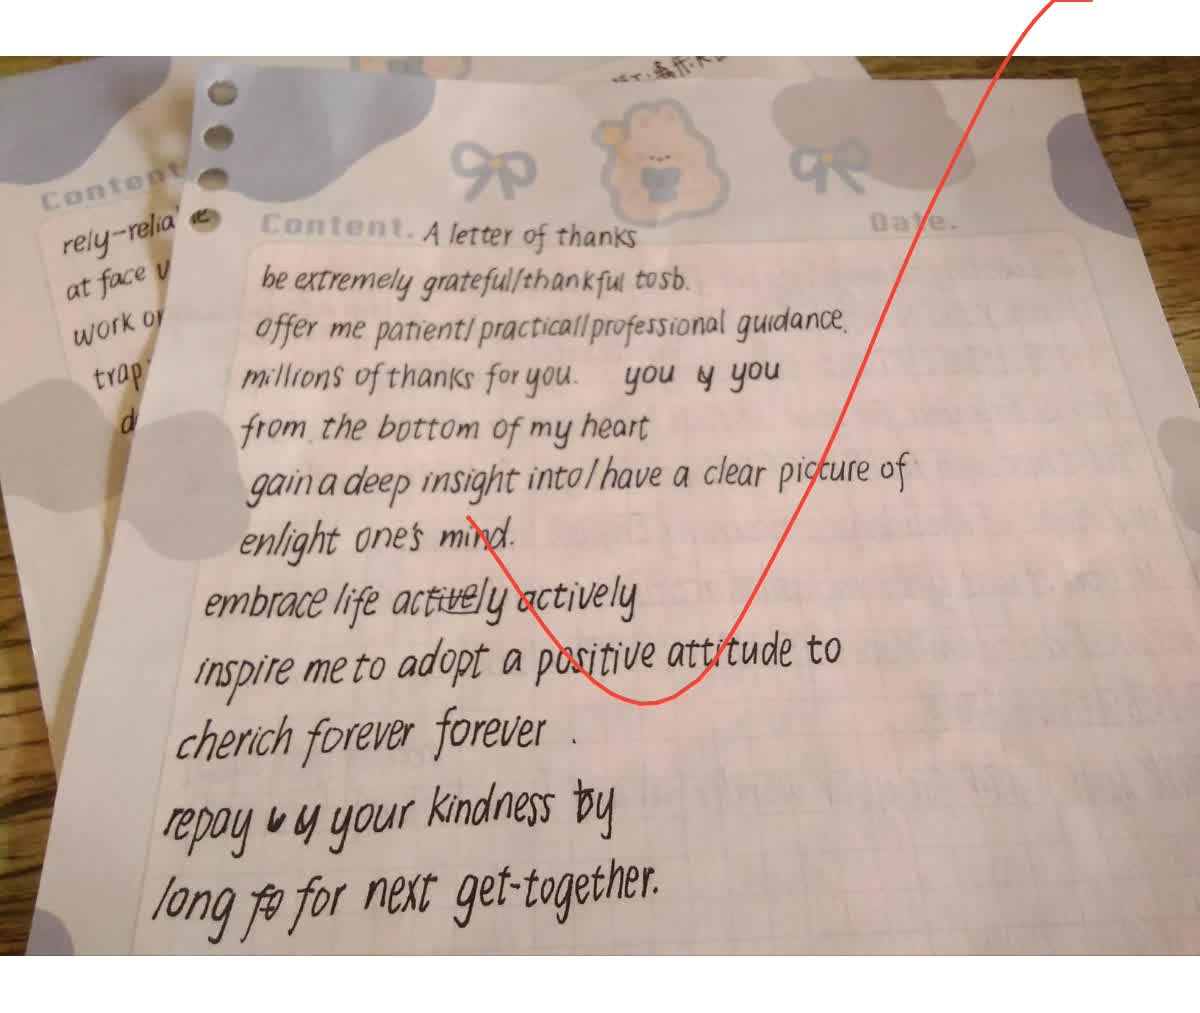 Content
rely-relia
at face
work
trap
Content. A letter of thanks
Date.
be extremely grateful/thankful to sb.
offer me patient/practical/professional guidance.
millions of thanks for you. you y you
from the bottom of my heart
gain a deep insight into/have a clear picture of
enlight one's mind.
embrace life actively actively
inspire me to adopt a positive attitude to
cherich forever forever .
repay y your kindness by
long fo for next get-together.